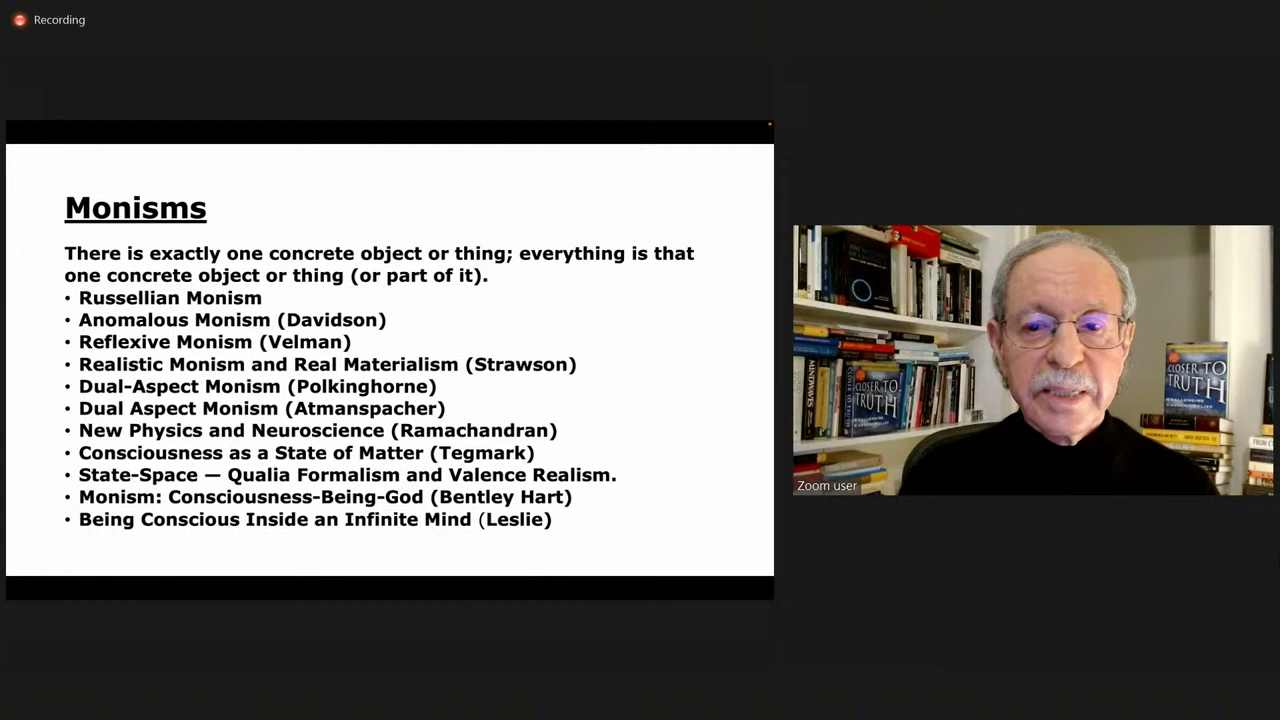 Recording
Monisms
There is exactly one concrete object or thing; everything is that
one concrete object or thing (or part of it).
• Russellian Monism
• Anomalous Monism (Davidson)
• Reflexive Monism (Velman)
• Realistic Monism and Real Materialism (Strawson)
• Dual-Aspect Monism (Polkinghorne)
• Dual Aspect Monism (Atmanspacher)
• New Physics and Neuroscience (Ramachandran)
• Consciousness as a State of Matter (Tegmark)
• State-Space — Qualia Formalism and Valence Realism.
• Monism: Consciousness-Being-God (Bentley Hart)
• Being Conscious Inside an Infinite Mind (Leslie)
MINDWAVES
CLOSER TO
TRUTH
CLOSER TO
TRUTH
Zoom user